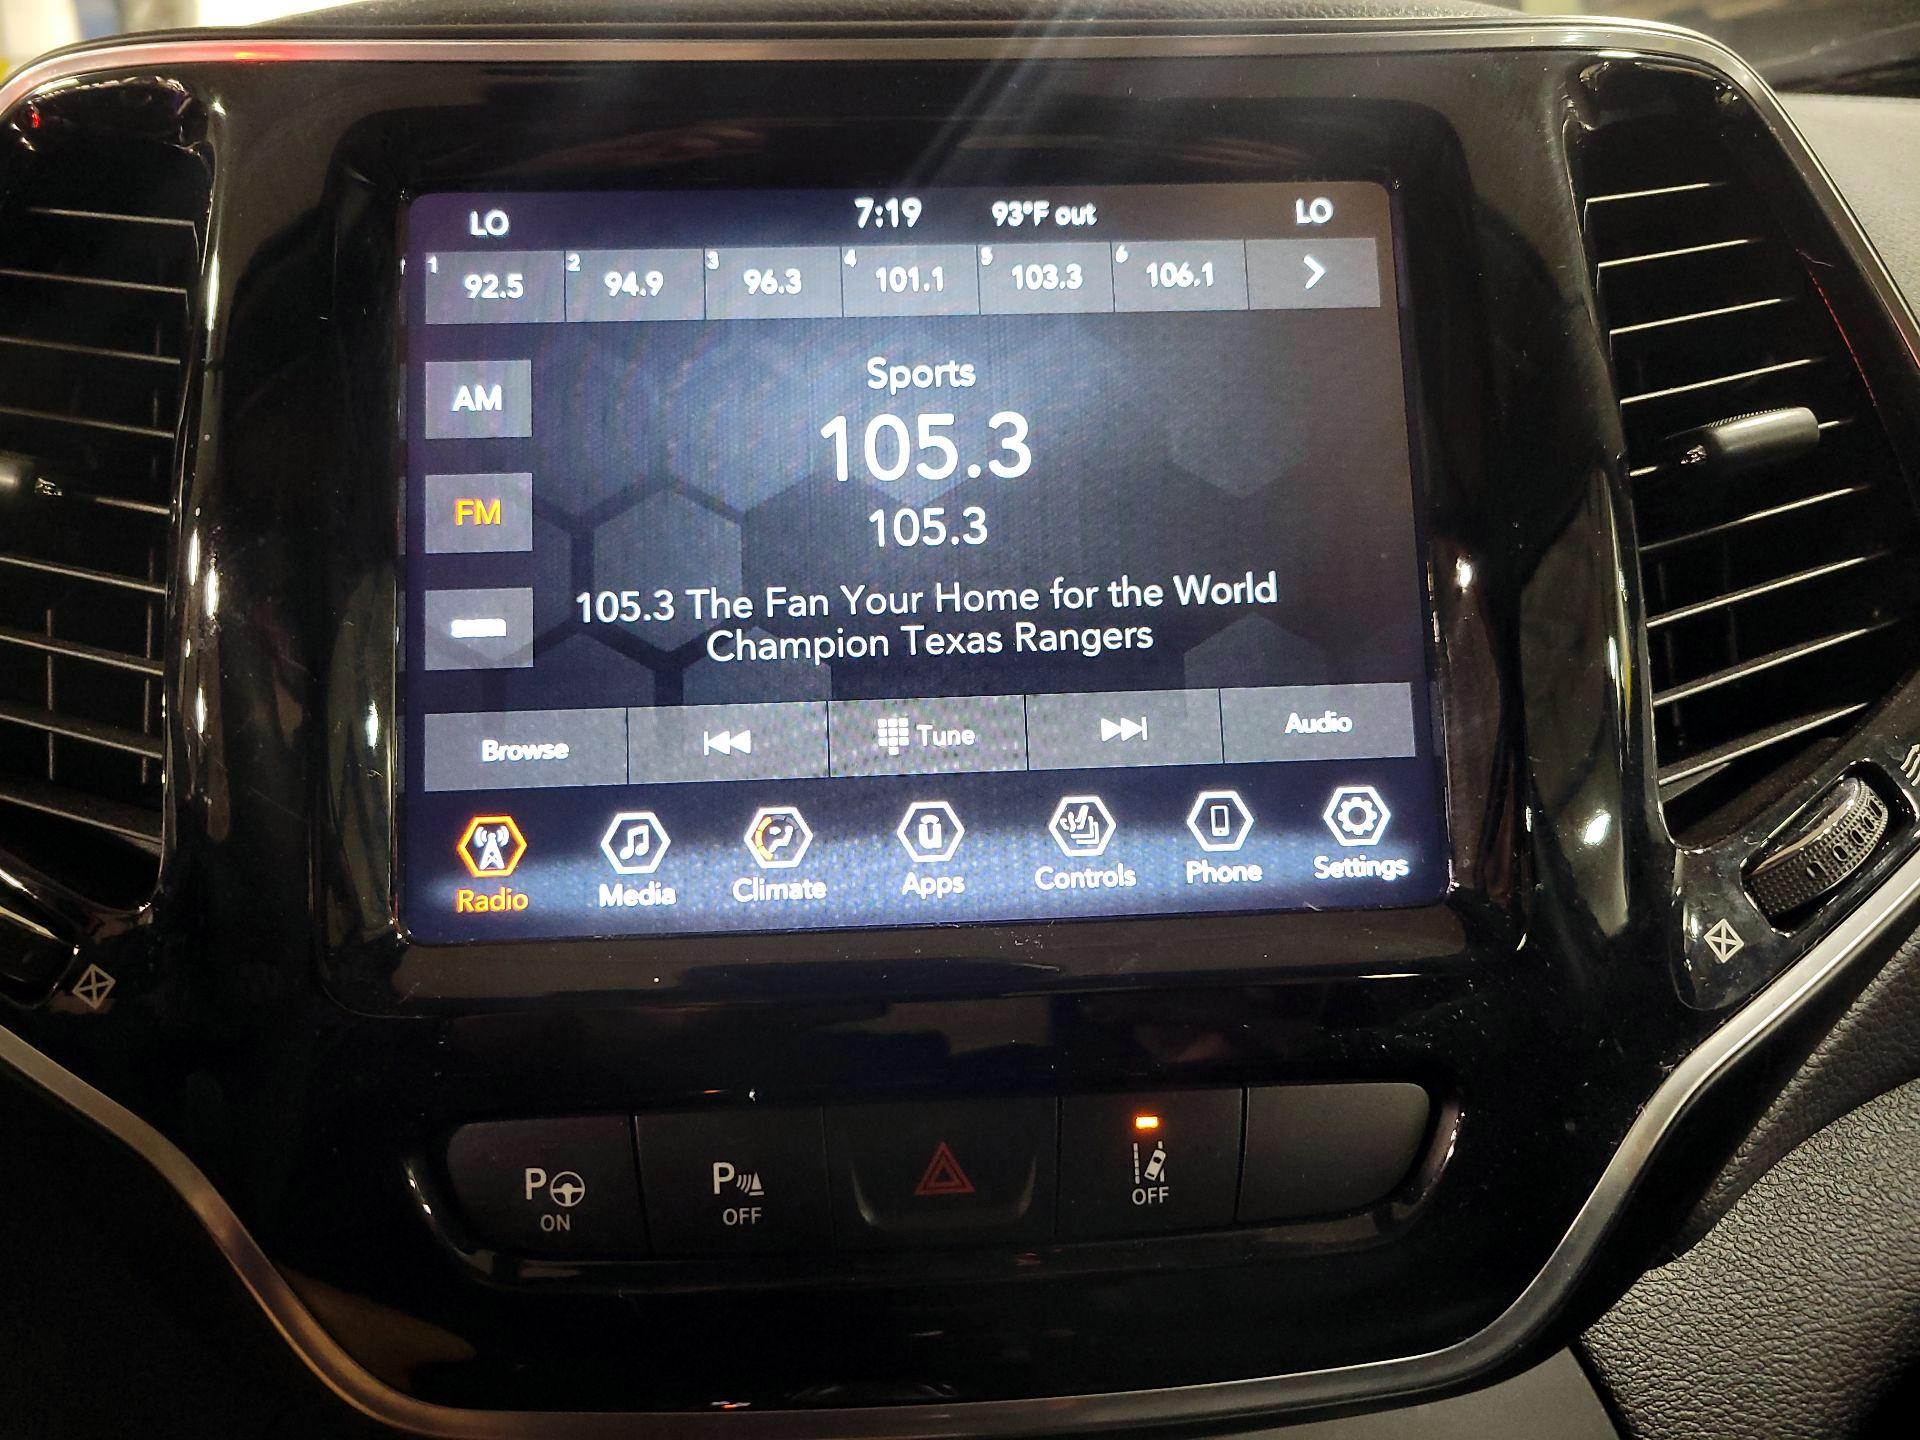 LO 7:19 93°F out LO
1 92.5 2 94.9 3 96.3 4 101.1 5 103.3 6 106.1
Sports
AM
105.3
FM
105.3
105.3 The Fan Your Home for the World
Champion Texas Rangers
Browse Tune Audio
Radio Media Climate Apps Controls Phone Settings
P ON
P OFF
OFF